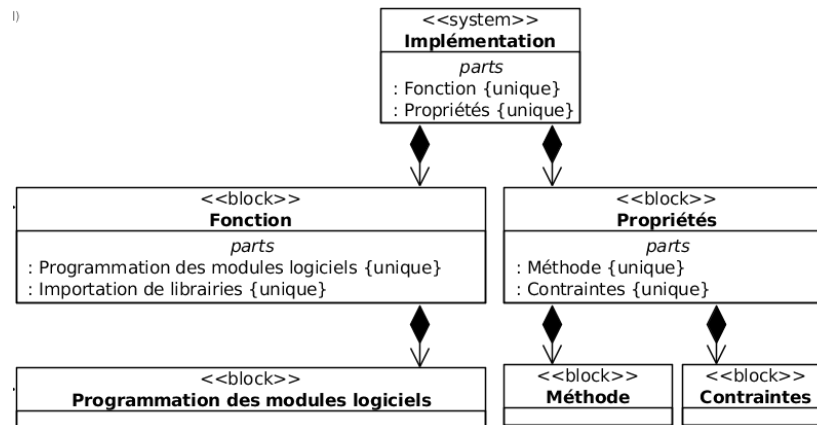 l)
<<system>>
Implémentation
parts
: Fonction {unique}
: Propriétés {unique}
<<block>>
Fonction
parts
: Programmation des modules logiciels {unique}
: Importation de librairies {unique}
<<block>>
Propriétés
parts
: Méthode {unique}
: Contraintes {unique}
<<block>>
Programmation des modules logiciels
<<block>>
Méthode
<<block>>
Contraintes